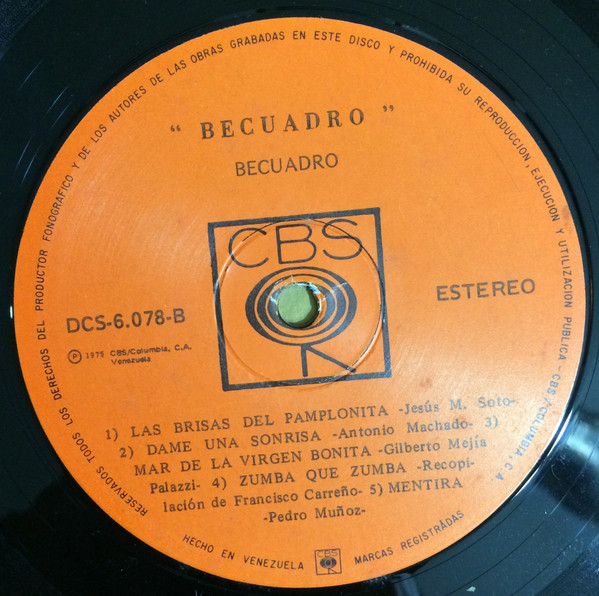 RESERVADOS TODOS LOS DERECHOS DEL PRODUCTOR FONOGRAFICO Y DE LOS AUTORES DE LAS OBRAS GRABADAS EN ESTE DISCO Y PROHIBIDA SU REPRODUCCION, EJECUCION Y UTILIZACION PUBLICA - CBS/COLUMBIA, C.A.
" BECUADRO "
BECUADRO
CBS
DCS-6.078-B
ESTEREO
Ⓟ 1975 CBS/Columbia, C.A.
Venezuela
1) LAS BRISAS DEL PAMPLONITA -Jesús M. Soto-
2) DAME UNA SONRISA -Antonio Machado- 3)
MAR DE LA VIRGEN BONITA -Gilberto Mejía
Palazzi- 4) ZUMBA QUE ZUMBA -Recopi-
lación de Francisco Carreño- 5) MENTIRA
-Pedro Muñoz-
HECHO EN VENEZUELA CBS MARCAS REGISTRADAS